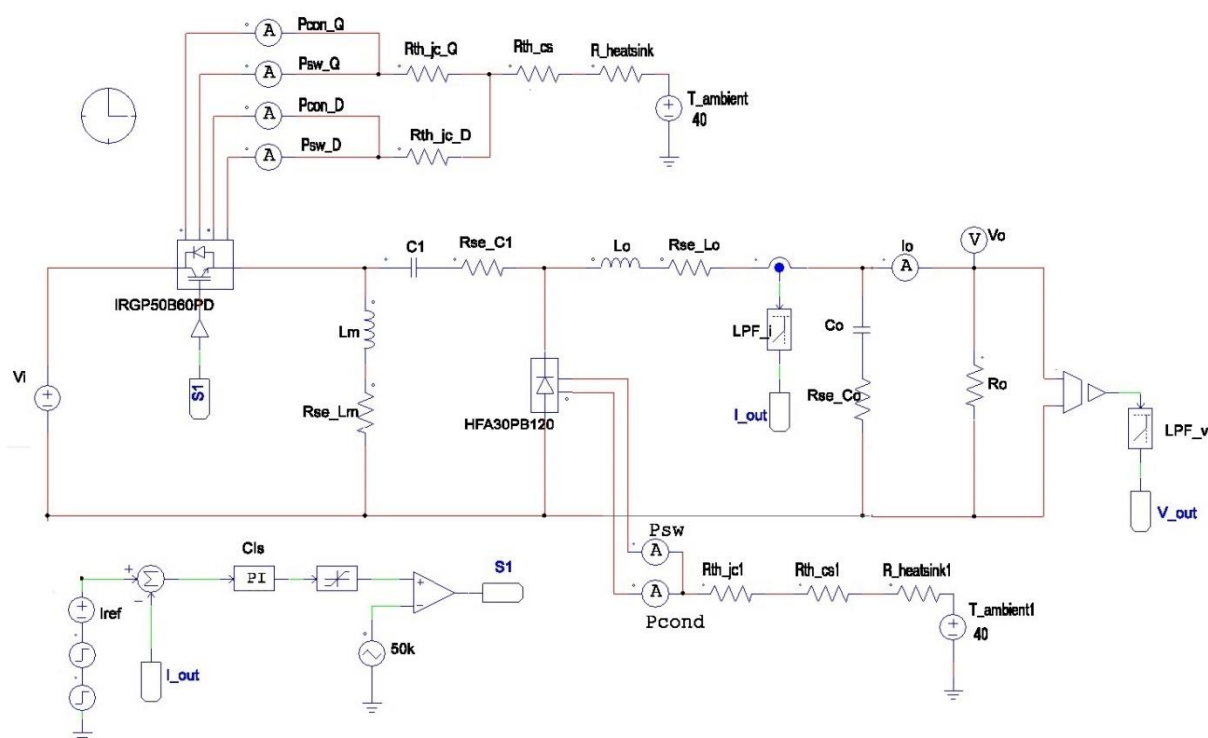 Pcon_Q
A
Psw_Q
Rth_jc_Q
Rth_cs
R_heatsink
A
Pcon_D
T_ambient
40
A
Psw_D
Rth_jc_D
A
C1
Rse_C1
Lo
Rse_Lo
Io
V
Vo
A
IRGP50B60PD
Lm
LPF_i
Co
Vi
S1
Rse_Lm
HFA30PB120
I_out
Rse_Co
Ro
LPF_v
V_out
Psw
A
Cls
S1
Rth_jc1
Rth_cs1
R_heatsink1
PI
A
Pcond
T_ambient1
40
Iref
50k
I_out